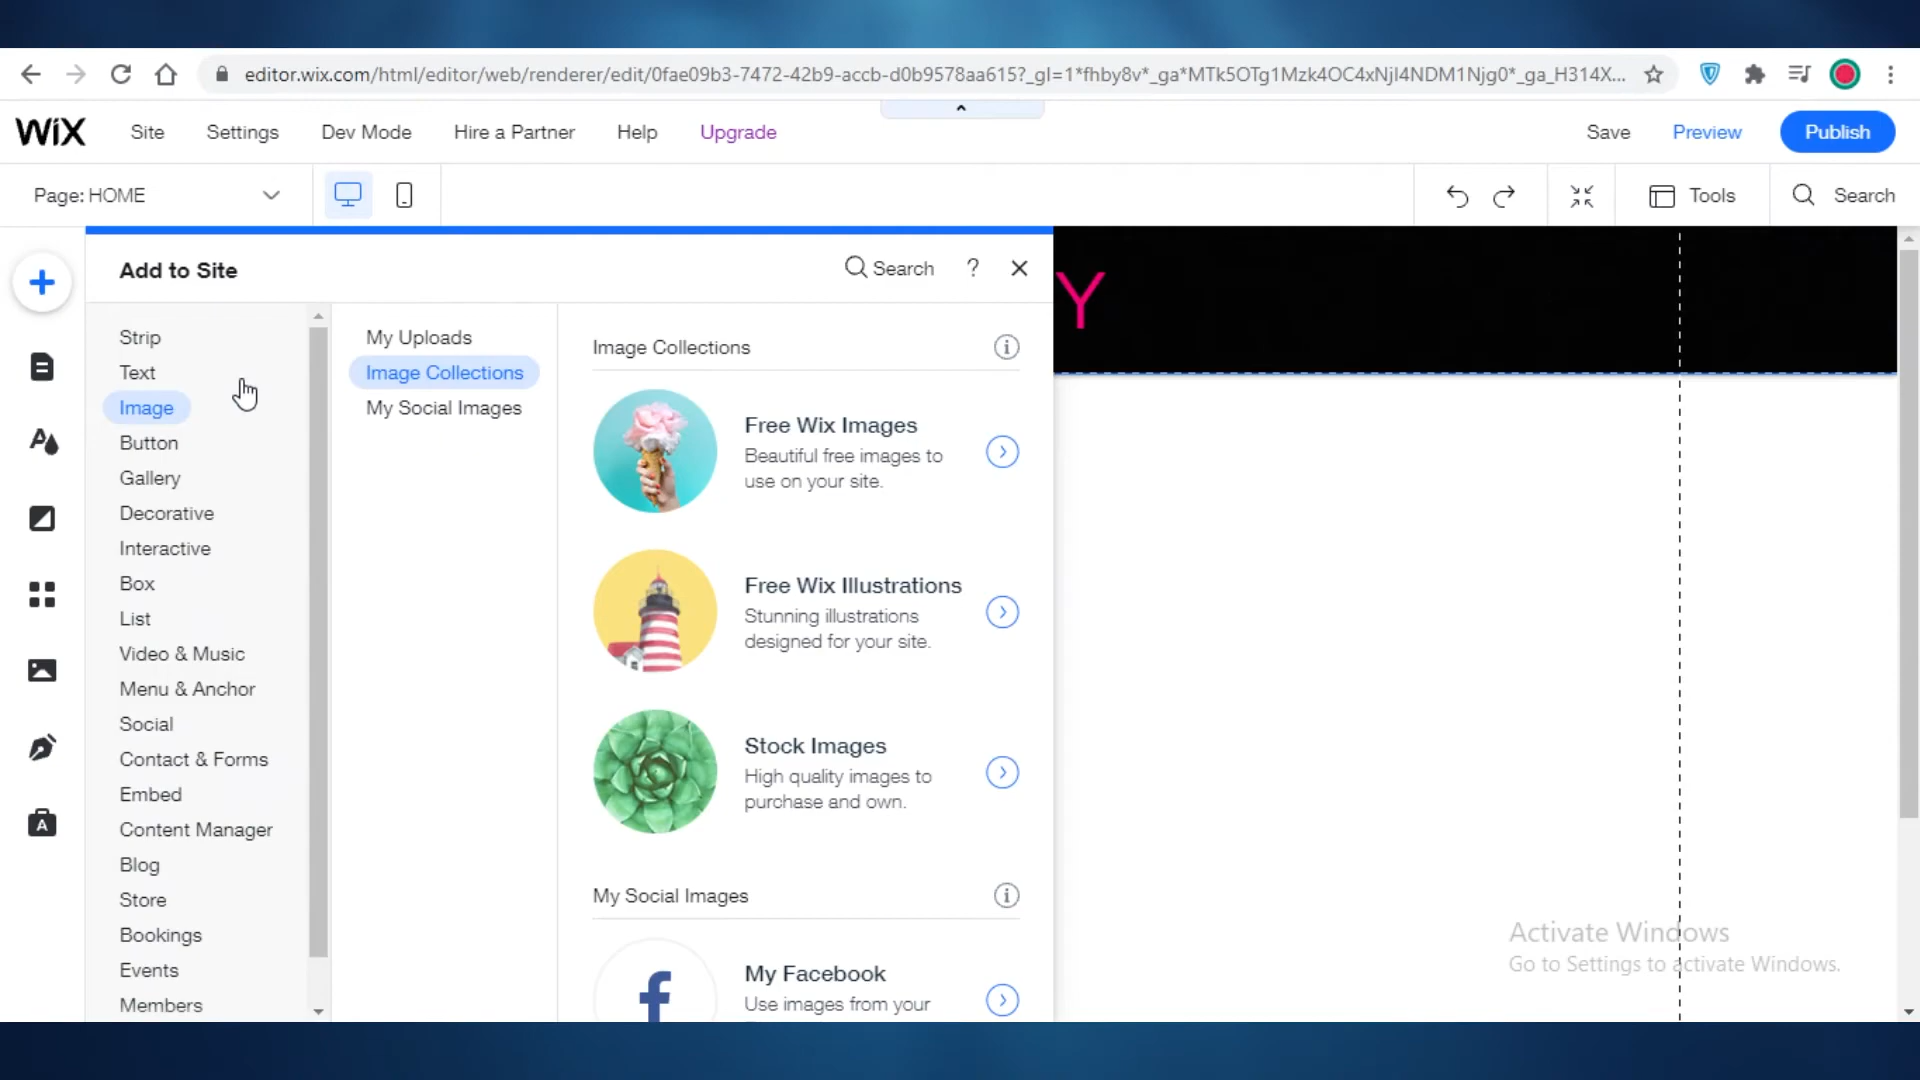 editor.wix.com/html/editor/web/renderer/edit/0fae09b3-7472-42b9-accb-d0b9578aa615?_gl=1*fhby8v*_ga*MTk5OTg1Mzk4OC4xNjI4NDM1Njg0*_ga_H314X...
WiX Site Settings Dev Mode Hire a Partner Help Upgrade Save Preview Publish
Page: HOME Tools Search
Add to Site Search ?
Y
Strip
Text
Image
Button
Gallery
Decorative
Interactive
Box
List
Video & Music
Menu & Anchor
Social
Contact & Forms
Embed
Content Manager
Blog
Store
Bookings
Events
Members
My Uploads
Image Collections
My Social Images
Image Collections
Free Wix Images
Beautiful free images to
use on your site.
Free Wix Illustrations
Stunning illustrations
designed for your site.
Stock Images
High quality images to
purchase and own.
My Social Images
My Facebook
Use images from your
Activate Windows
Go to Settings to activate Windows.